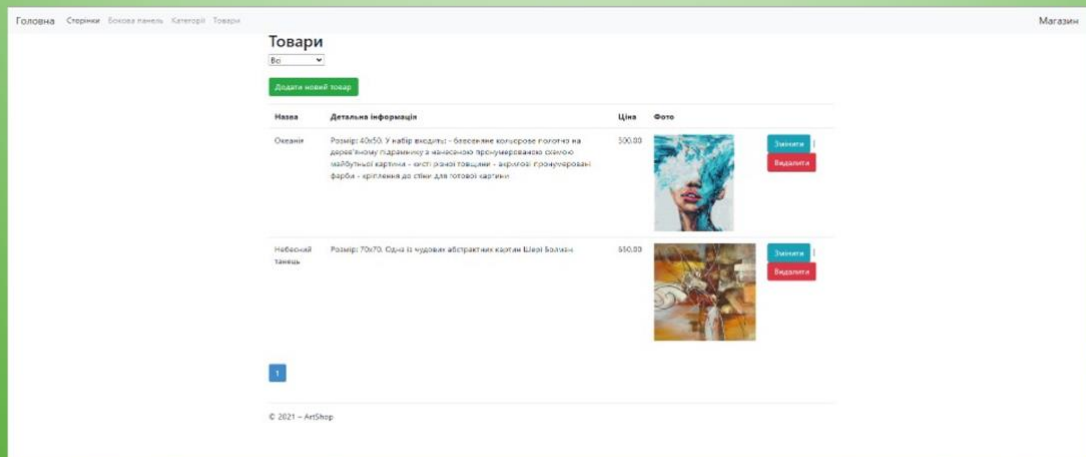 Головна Сторінки Бокова панель Категорії Товари Магазин
Товари
Всі
Додати новий товар
Назва Детальна інформація Ціна Фото
Океанія Розмір: 40х50. У набір входить: - бавовняне кольорове полотно на 500,00 Змінити |
дерев'яному підрамнику з нанесеною пронумерованою схемою Видалити
майбутньої картини - кисті різної товщини - акрилові пронумеровані
фарби - кріплення до стіни для готової картини
Небесний Розмір: 70х70. Одна із чудових абстрактних картин Шері Болман. 650,00 Змінити |
танець Видалити
1
© 2021 – ArtShop